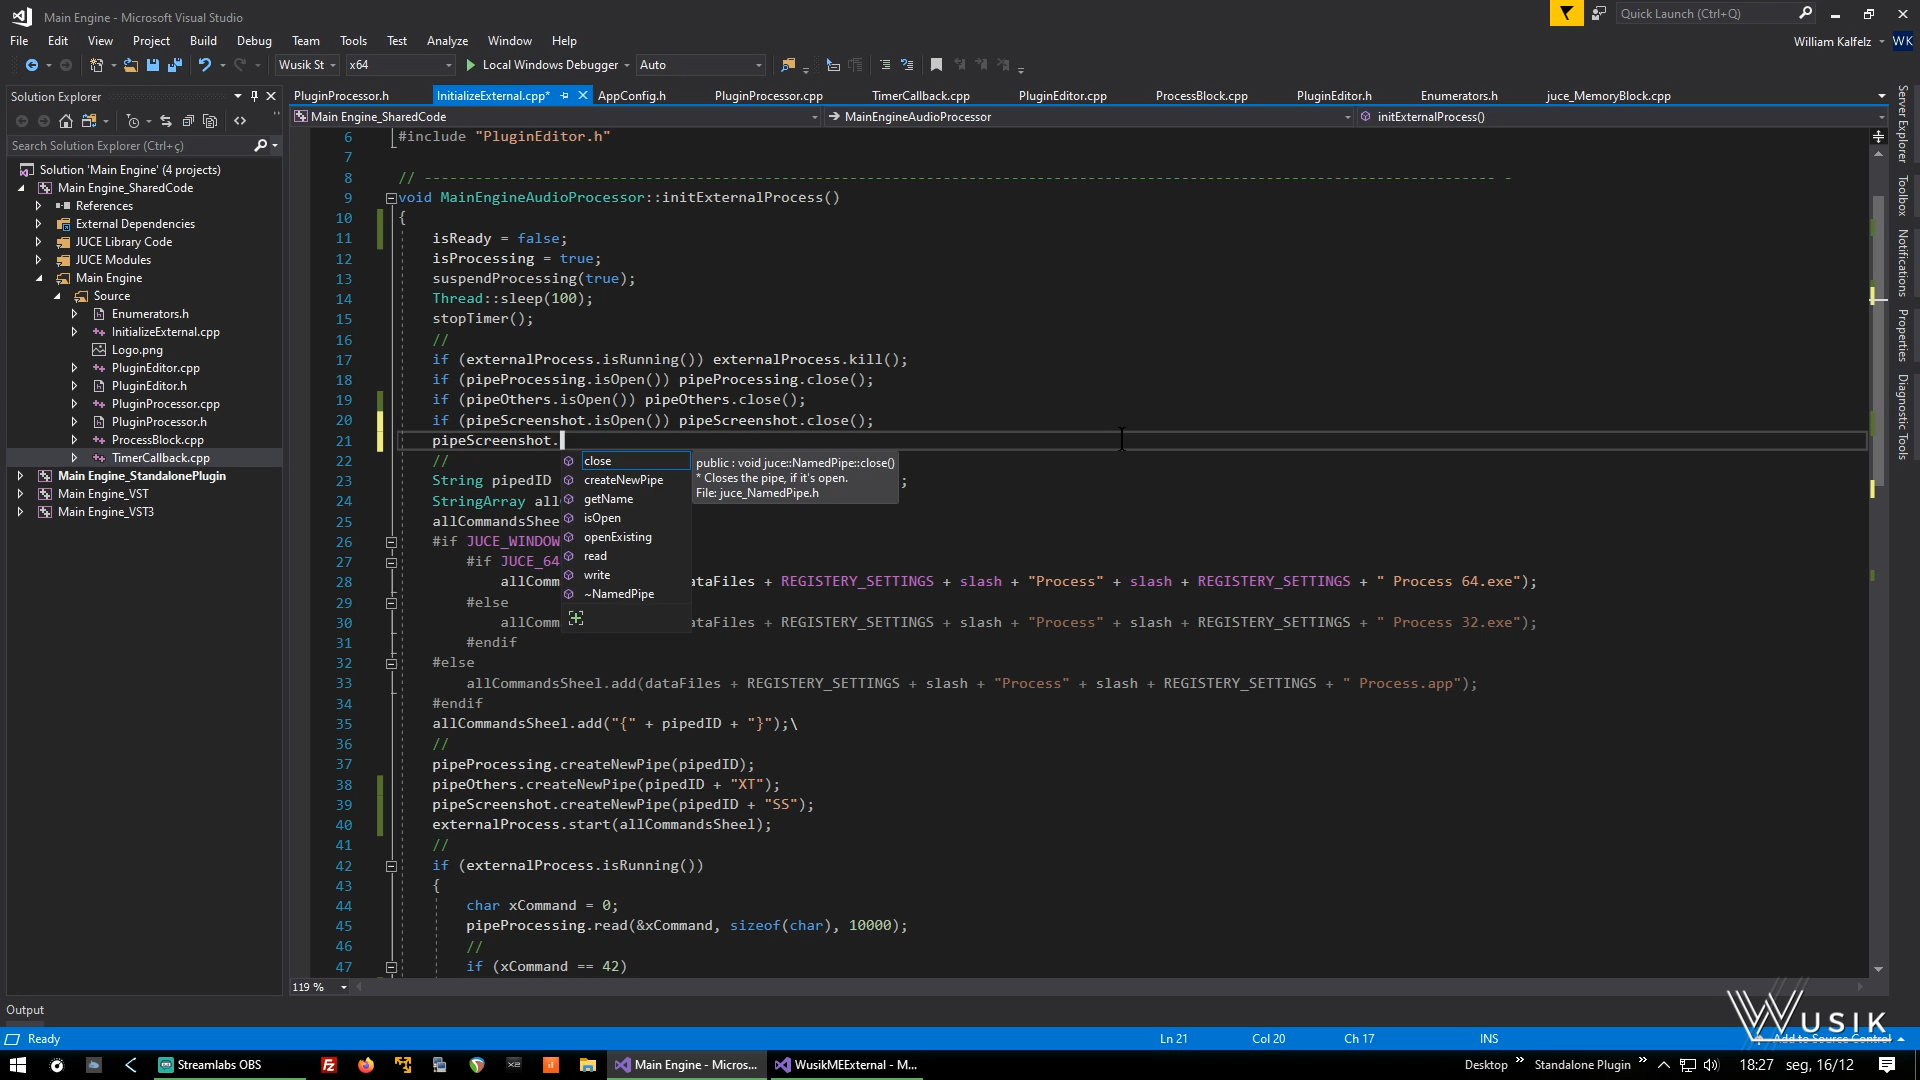 Main Engine - Microsoft Visual Studio
Quick Launch (Ctrl+Q)
File Edit View Project Build Debug Team Tools Test Analyze Window Help
William Kalfelz WK
Wusik St x64 Local Windows Debugger Auto
Solution Explorer
Search Solution Explorer (Ctrl+ç)
Solution 'Main Engine' (4 projects)
Main Engine_SharedCode
References
External Dependencies
JUCE Library Code
JUCE Modules
Main Engine
Source
Enumerators.h
InitializeExternal.cpp
Logo.png
PluginEditor.cpp
PluginEditor.h
PluginProcessor.cpp
PluginProcessor.h
ProcessBlock.cpp
TimerCallback.cpp
Main Engine_StandalonePlugin
Main Engine_VST
Main Engine_VST3
PluginProcessor.h InitializeExternal.cpp* AppConfig.h PluginProcessor.cpp TimerCallback.cpp PluginEditor.cpp ProcessBlock.cpp PluginEditor.h Enumerators.h juce_MemoryBlock.cpp
Main Engine_SharedCode MainEngineAudioProcessor initExternalProcess()
6 #include "PluginEditor.h"
7
8 // ------------------------------------------------------------------------------------------------------------------------------ -
9 void MainEngineAudioProcessor::initExternalProcess()
10 {
11 isReady = false;
12 isProcessing = true;
13 suspendProcessing(true);
14 Thread::sleep(100);
15 stopTimer();
16 //
17 if (externalProcess.isRunning()) externalProcess.kill();
18 if (pipeProcessing.isOpen()) pipeProcessing.close();
19 if (pipeOthers.isOpen()) pipeOthers.close();
20 if (pipeScreenshot.isOpen()) pipeScreenshot.close();
21 pipeScreenshot.
22 //
23 String pipedID ;
24 StringArray all
25 allCommandsShee
26 #if JUCE_WINDOW
27 #if JUCE_64
28 allComm ataFiles + REGISTERY_SETTINGS + slash + "Process" + slash + REGISTERY_SETTINGS + " Process 64.exe");
29 #else
30 allComm ataFiles + REGISTERY_SETTINGS + slash + "Process" + slash + REGISTERY_SETTINGS + " Process 32.exe");
31 #endif
32 #else
33 allCommandsSheel.add(dataFiles + REGISTERY_SETTINGS + slash + "Process" + slash + REGISTERY_SETTINGS + " Process.app");
34 #endif
35 allCommandsSheel.add("{" + pipedID + "}");\
36 //
37 pipeProcessing.createNewPipe(pipedID);
38 pipeOthers.createNewPipe(pipedID + "XT");
39 pipeScreenshot.createNewPipe(pipedID + "SS");
40 externalProcess.start(allCommandsSheel);
41 //
42 if (externalProcess.isRunning())
43 {
44 char xCommand = 0;
45 pipeProcessing.read(&xCommand, sizeof(char), 10000);
46 //
47 if (xCommand == 42)
close
createNewPipe
getName
isOpen
openExisting
read
write
~NamedPipe
public : void juce::NamedPipe::close()
* Closes the pipe, if it's open.
File: juce_NamedPipe.h
Server Explorer
Toolbox
Notifications
Properties
Diagnostic Tools
119 %
Output
Ready Ln 21 Col 20 Ch 17 INS Add to Source Control
WUSIK
Streamlabs OBS Main Engine - Micros... WusikMEExternal - M... Desktop Standalone Plugin 18:27 seg, 16/12